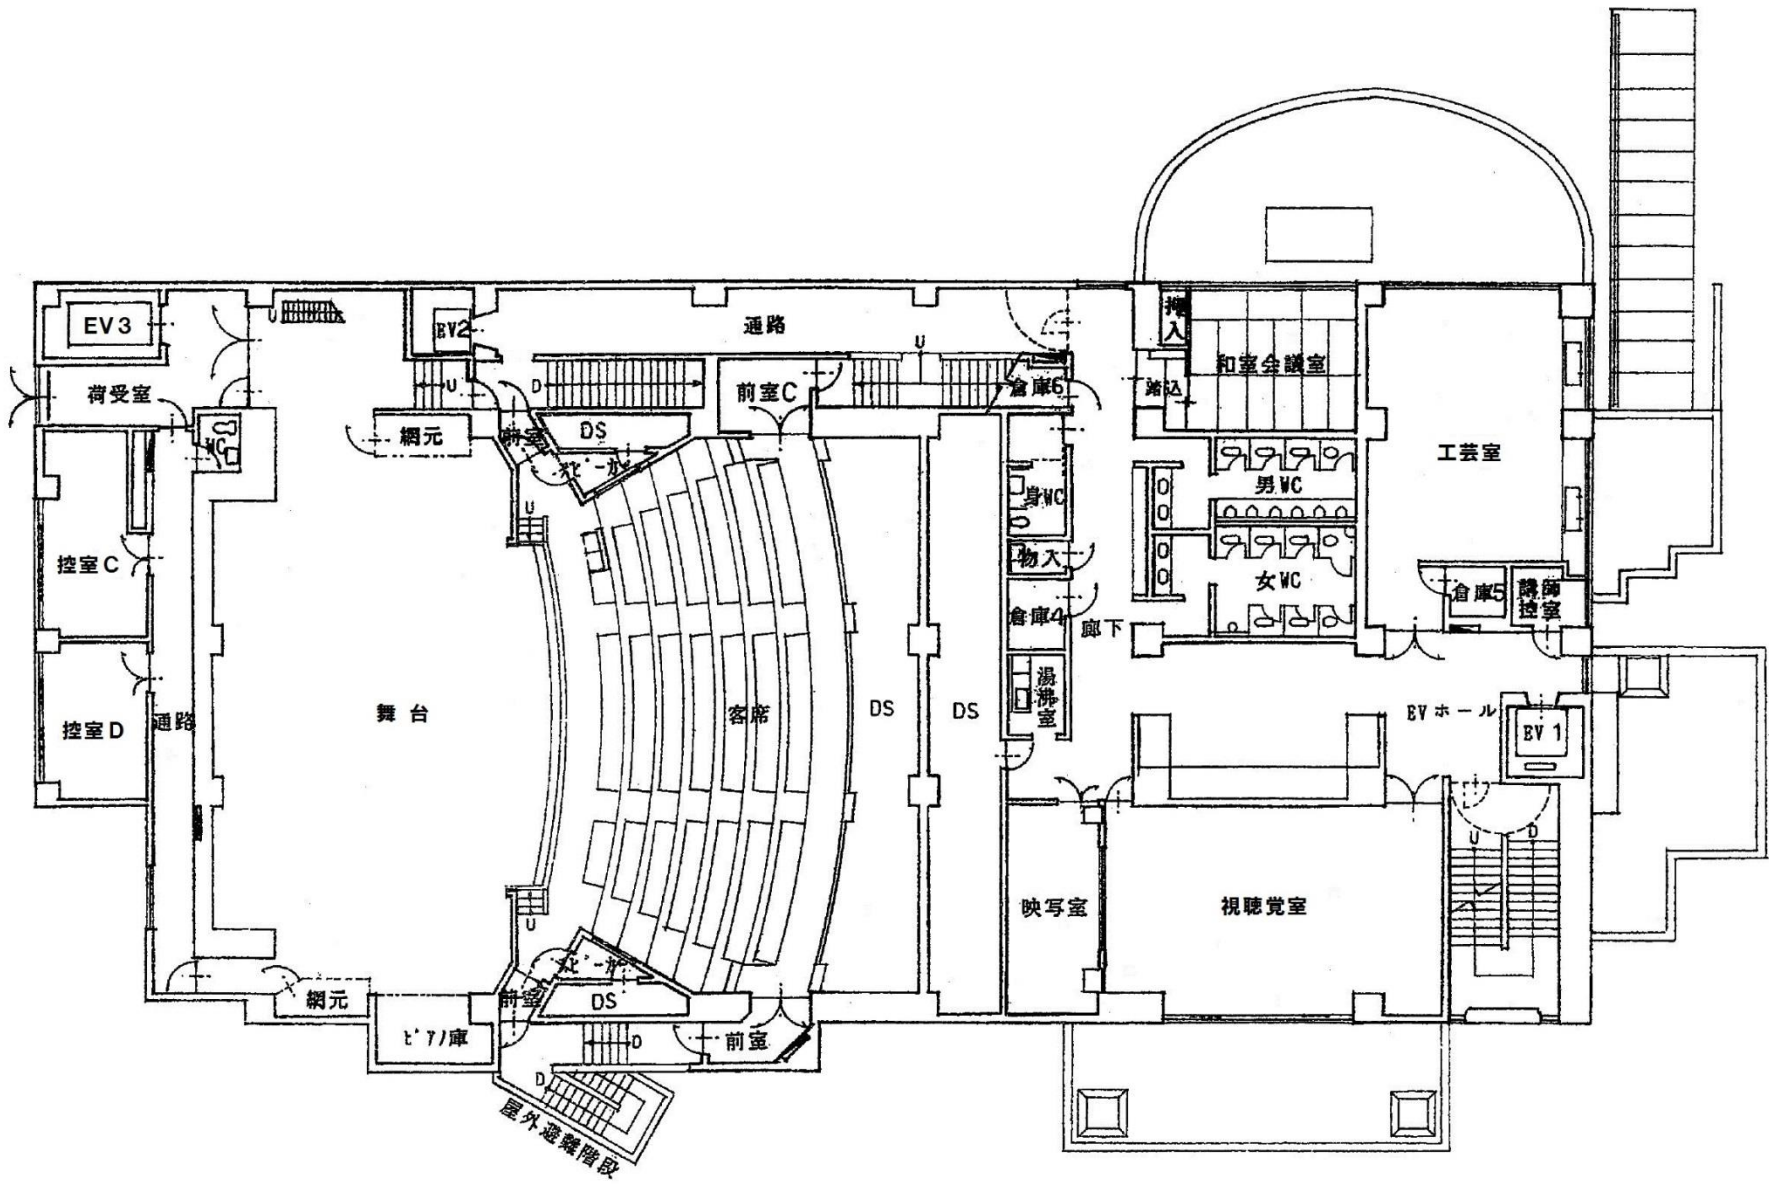 EV3
U
EV2
通路
U
押
入
和室会議室
荷受室
U
D
前室C
倉庫6
踏込
WC
網元
前室
DS
スピーカー
工芸室
男WC
身WC
U
控室C
物入
女WC
倉庫5
講師
控室
倉庫4
廊下
湯沸室
控室D
通路
舞台
客席
DS
DS
EVホール
EV1
U
D
映写室
視聴覚室
U
スピーカー
網元
前室
DS
ピアノ庫
D
前室
D
屋外避難階段